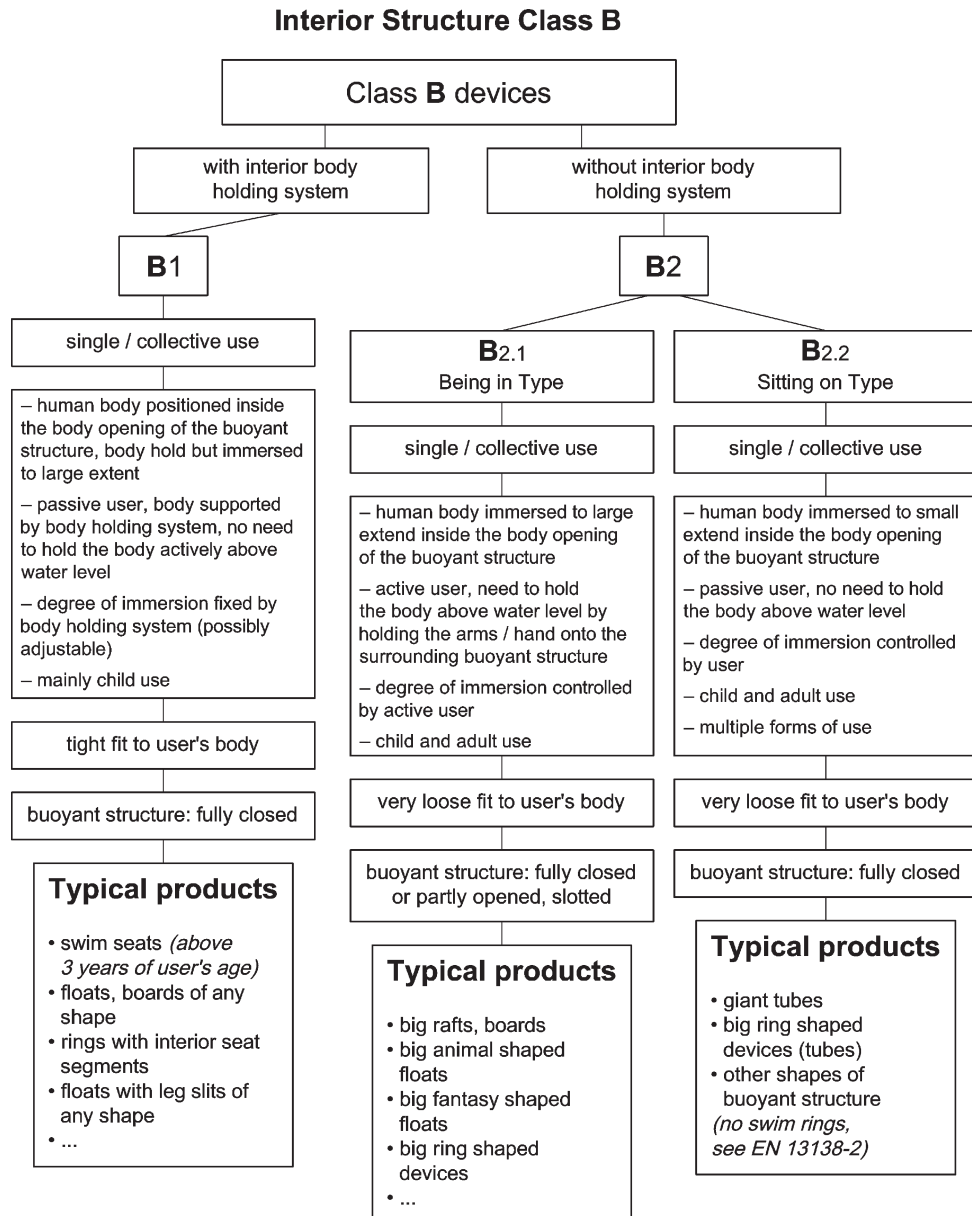 Interior Structure Class B
Class B devices
with interior body
holding system
without interior body
holding system
B1
B2
single / collective use
– human body positioned inside
the body opening of the buoyant
structure, body hold but immersed
to large extent
– passive user, body supported
by body holding system, no need
to hold the body actively above
water level
– degree of immersion fixed by
body holding system (possibly
adjustable)
– mainly child use
tight fit to user's body
buoyant structure: fully closed
Typical products
• swim seats (above
3 years of user's age)
• floats, boards of any
shape
• rings with interior seat
segments
• floats with leg slits of
any shape
• ...
B2.1
Being in Type
single / collective use
– human body immersed to large
extend inside the body opening
of the buoyant structure
– active user, need to hold
the body above water level by
holding the arms / hand onto the
surrounding buoyant structure
– degree of immersion controlled
by active user
– child and adult use
very loose fit to user's body
buoyant structure: fully closed
or partly opened, slotted
Typical products
• big rafts, boards
• big animal shaped
floats
• big fantasy shaped
floats
• big ring shaped
devices
• ...
B2.2
Sitting on Type
single / collective use
– human body immersed to small
extend inside the body opening
of the buoyant structure
– passive user, no need to hold
the body above water level
– degree of immersion controlled
by user
– child and adult use
– multiple forms of use
very loose fit to user's body
buoyant structure: fully closed
Typical products
• giant tubes
• big ring shaped
devices (tubes)
• other shapes of
buoyant structure
(no swim rings,
see EN 13138-2)